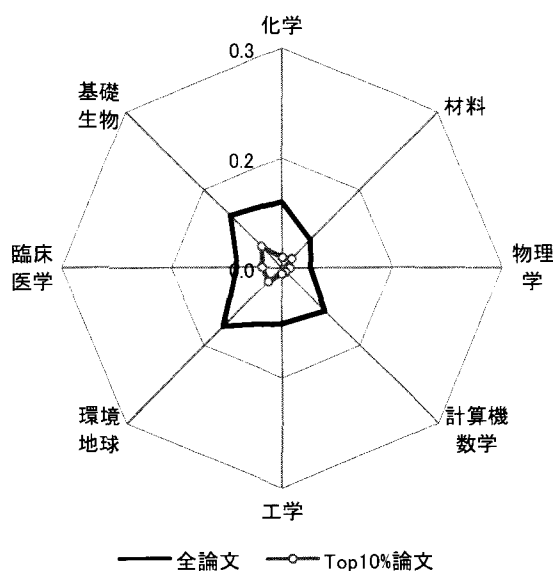 化学
0.3
基礎
生物
材料
0.2
臨床
医学
0.0
物理
学
環境
地球
計算機
数学
工学
全論文
Top10%論文